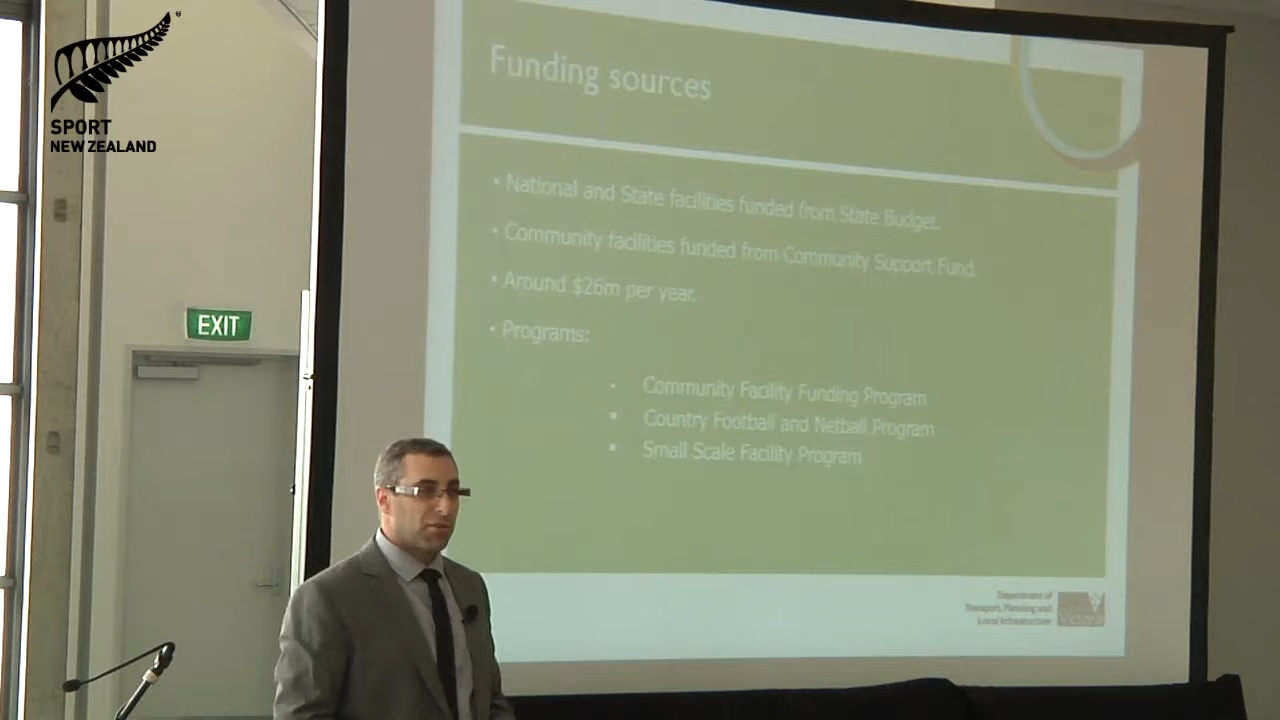 SPORT
NEW ZEALAND
EXIT
Funding sources
• National and State facilities funded from State Budget.
• Community facilities funded from Community Support Fund.
• Around $26m per year.
• Programs:
▪ Community Facility Funding Program
▪ Country Football and Netball Program
▪ Small Scale Facility Program
Department of
Transport, Planning and
Local Infrastructure
Victoria